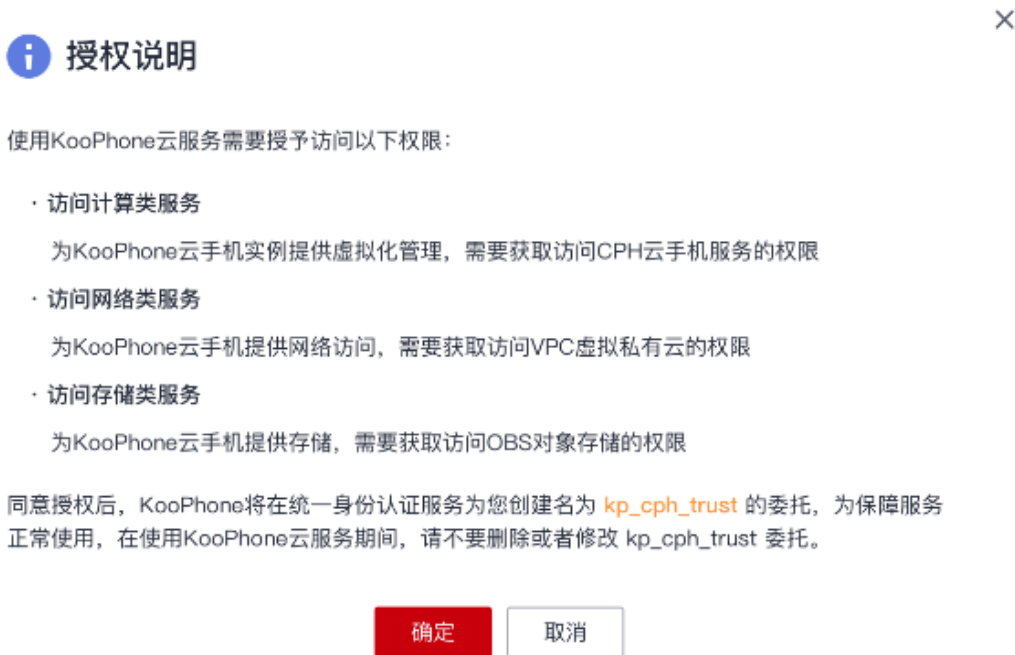 授权说明
使用KooPhone云服务需要授予访问以下权限：
· 访问计算类服务
为KooPhone云手机实例提供虚拟化管理，需要获取访问CPH云手机服务的权限
· 访问网络类服务
为KooPhone云手机提供网络访问，需要获取访问VPC虚拟私有云的权限
· 访问存储类服务
为KooPhone云手机提供存储，需要获取访问OBS对象存储的权限
同意授权后，KooPhone将在统一身份认证服务为您创建名为 kp_cph_trust 的委托，为保障服务
正常使用，在使用KooPhone云服务期间，请不要删除或者修改 kp_cph_trust 委托。
确定 取消